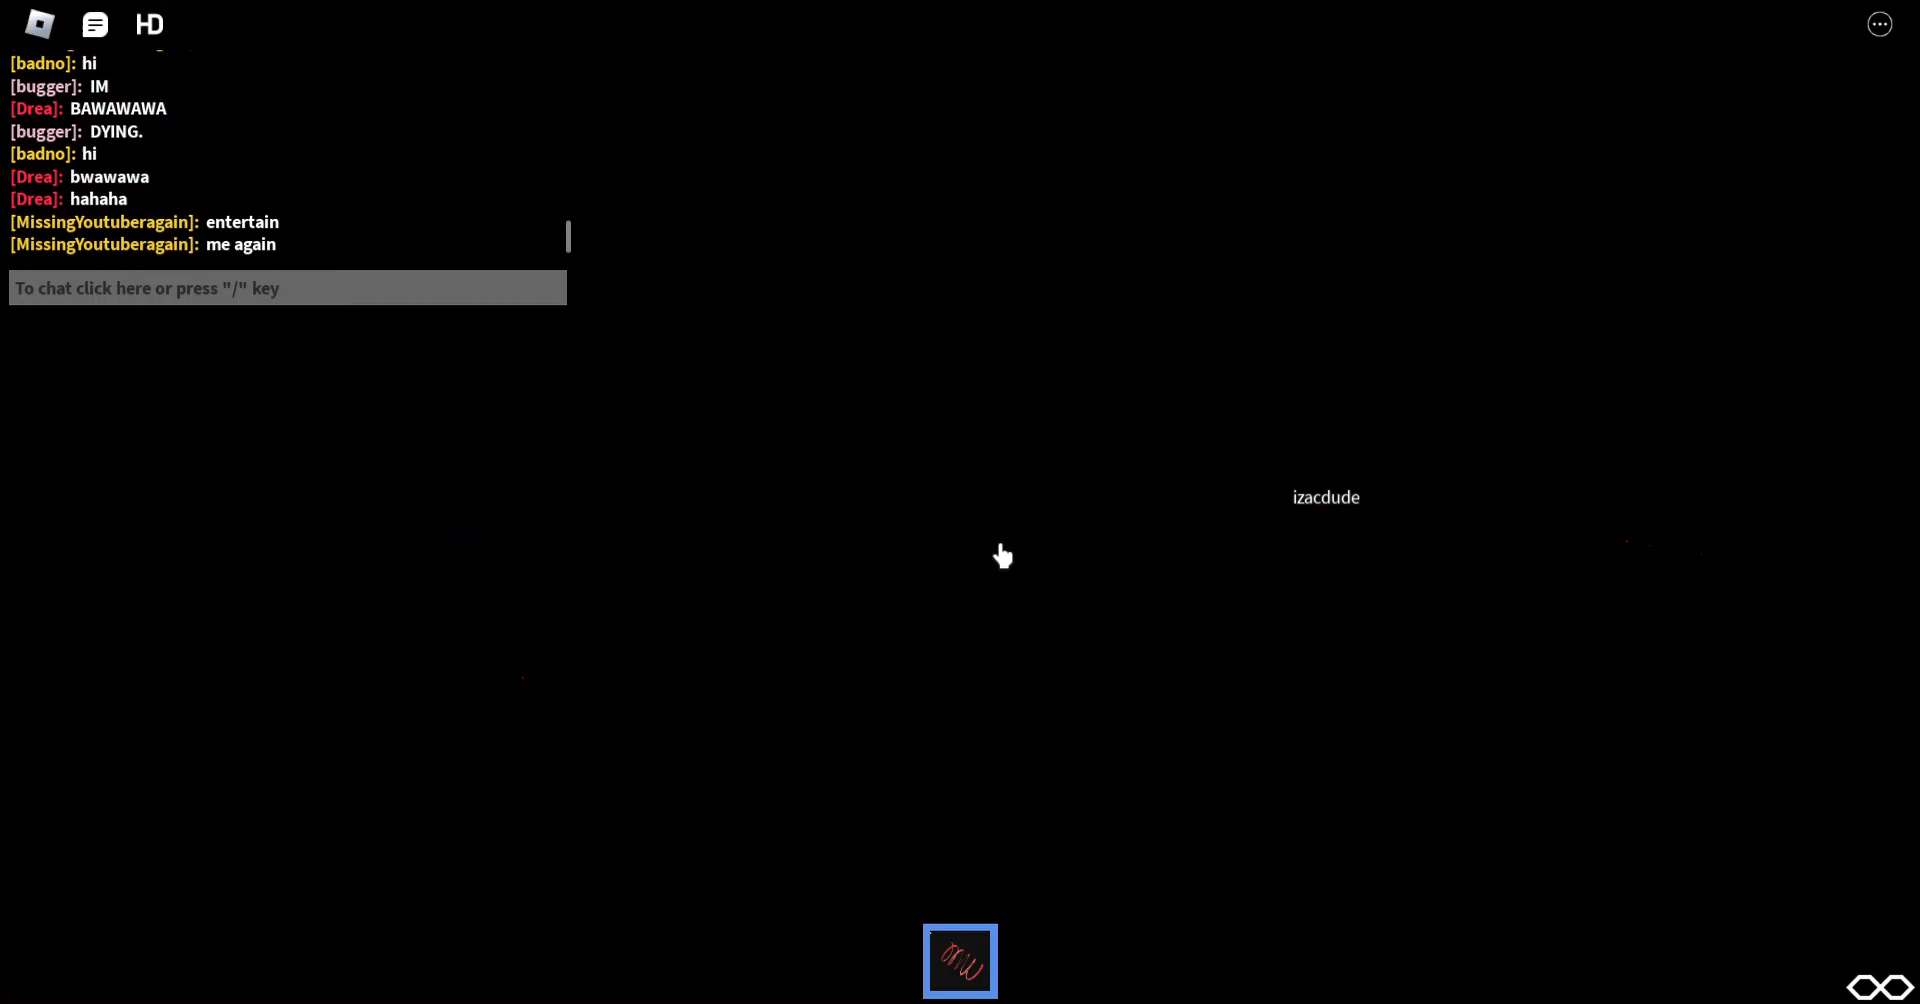 HD
[badno]: hi
[bugger]: IM
[Drea]: BAWAWAWA
[bugger]: DYING.
[badno]: hi
[Drea]: bwawawa
[Drea]: hahaha
[MissingYoutuberagain]: entertain
[MissingYoutuberagain]: me again
To chat click here or press "/" key
izacdude